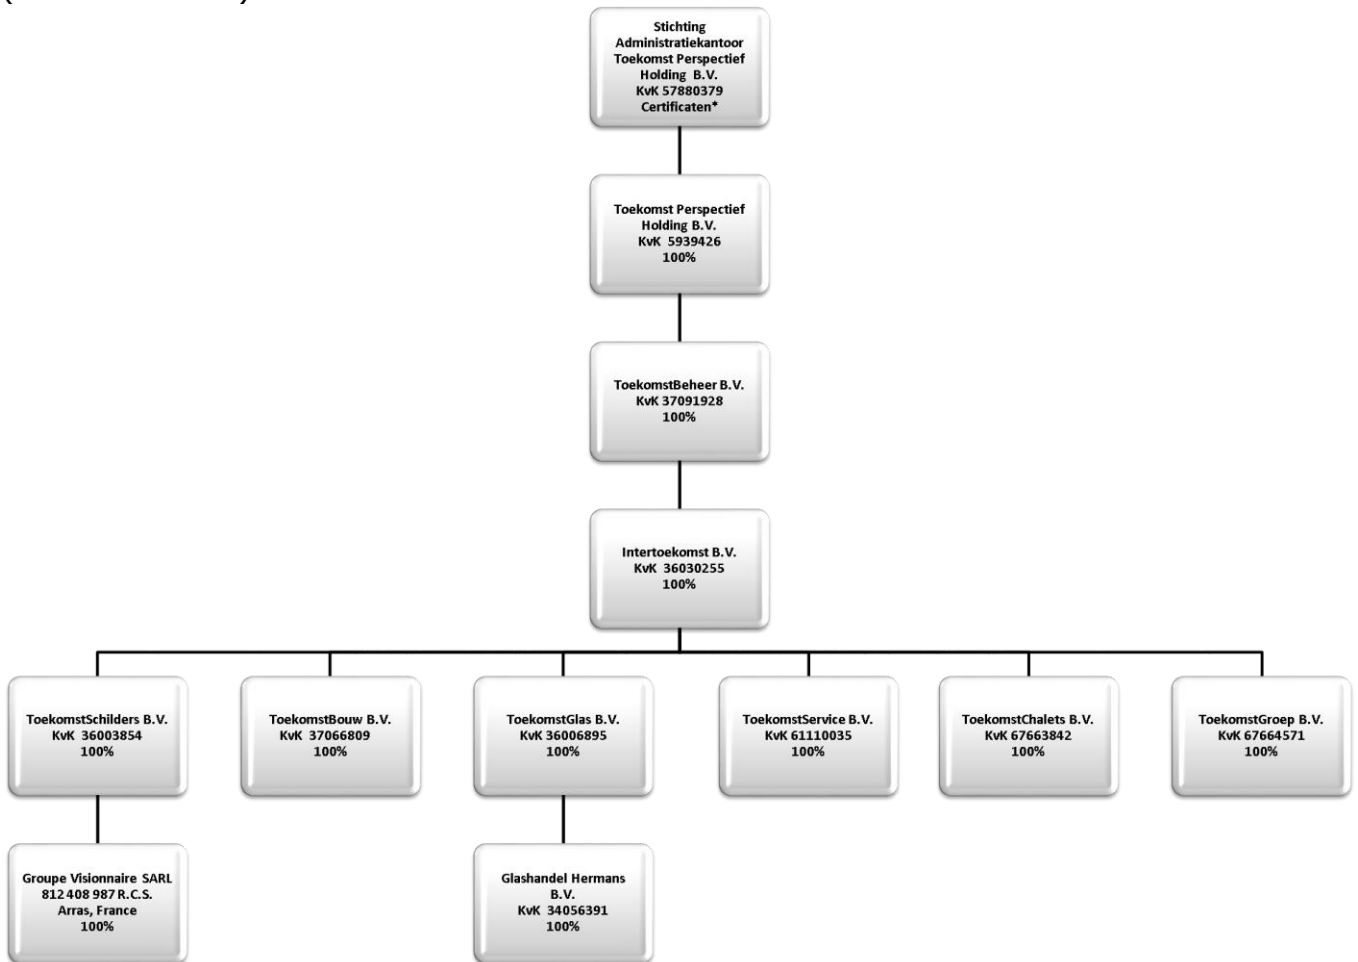 Stichting
Administratiekantoor
Toekomst Perspectief
Holding B.V.
KvK 57880379
Certificaten*
Toekomst Perspectief
Holding B.V.
KvK 5939426
100%
ToekomstBeheer B.V.
KvK 37091928
100%
Intertoekomst B.V.
KvK 36030255
100%
ToekomstSchilders B.V.
KvK 36003854
100%
ToekomstBouw B.V.
KvK 37066809
100%
ToekomstGlas B.V.
KvK 36006895
100%
ToekomstService B.V.
KvK 61110035
100%
ToekomstChalets B.V.
KvK 67663842
100%
ToekomstGroep B.V.
KvK 67664571
100%
Groupe Visionnaire SARL
812 408 987 R.C.S.
Arras, France
100%
Glashandel Hermans
B.V.
KvK 34056391
100%